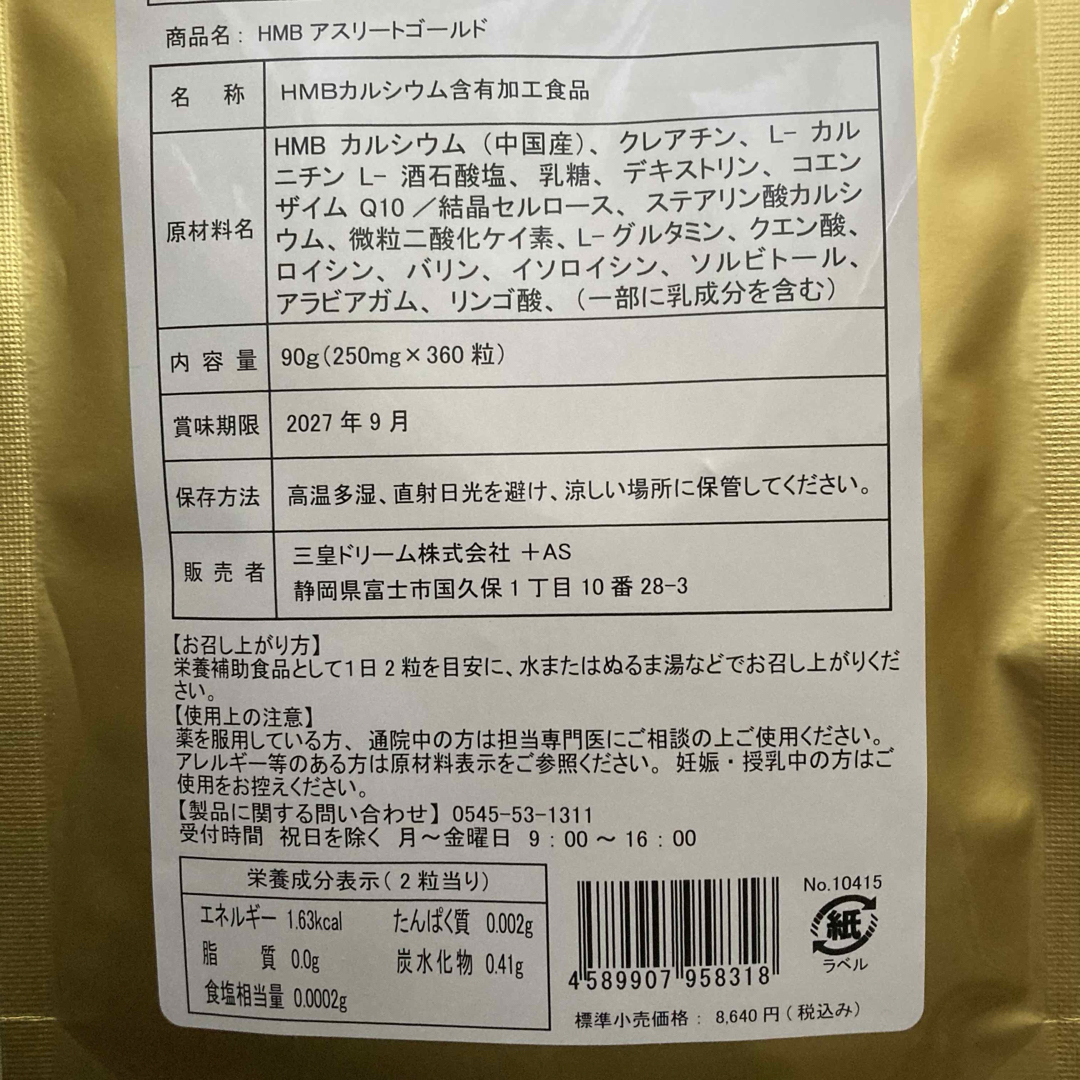 商品名： HMB アスリートゴールド
名　称 HMBカルシウム含有加工食品
原材料名
HMB カルシウム（中国産）、クレアチン、L- カル
ニチン L- 酒石酸塩、乳糖、デキストリン、コエン
ザイム Q10／結晶セルロース、ステアリン酸カルシ
ウム、微粒二酸化ケイ素、L-グルタミン、クエン酸、
ロイシン、バリン、イソロイシン、ソルビトール、
アラビアガム、リンゴ酸、（一部に乳成分を含む）
内 容 量 90g（250mg×360 粒）
賞味期限 2027 年 9 月
保存方法 高温多湿、直射日光を避け、涼しい場所に保管してください。
販 売 者
三皇ドリーム株式会社 +AS
静岡県富士市国久保 1 丁目 10 番 28-3
【お召し上がり方】
栄養補助食品として1日 2 粒を目安に、水またはぬるま湯などでお召し上がりくだ
さい。
【使用上の注意】
薬を服用している方、通院中の方は担当専門医にご相談の上ご使用ください。
アレルギー等のある方は原材料表示をご参照ください。妊娠・授乳中の方はご
使用をお控えください。
【製品に関する問い合わせ】 0545-53-1311
受付時間 祝日を除く 月～金曜日 9：00 ～ 16：00
栄養成分表示（2 粒当り）
エネルギー 1.63kcal たんぱく質 0.002g
脂　質 0.0g 炭水化物 0.41g
食塩相当量 0.0002g
4 589907 958318
No.10415
紙
ラベル
標準小売価格： 8,640 円（税込み）